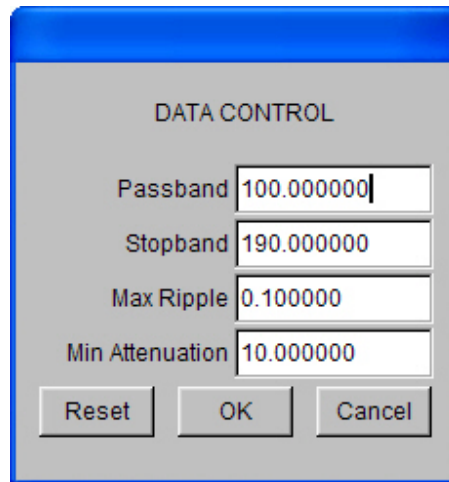 DATA CONTROL
Passband 100.000000
Stopband 190.000000
Max Ripple 0.100000
Min Attenuation 10.000000
Reset OK Cancel